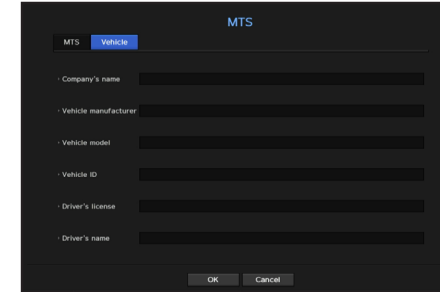 MTS
MTS Vehicle
· Company's name
· Vehicle manufacturer
· Vehicle model
· Vehicle ID
· Driver's license
· Driver's name
OK Cancel